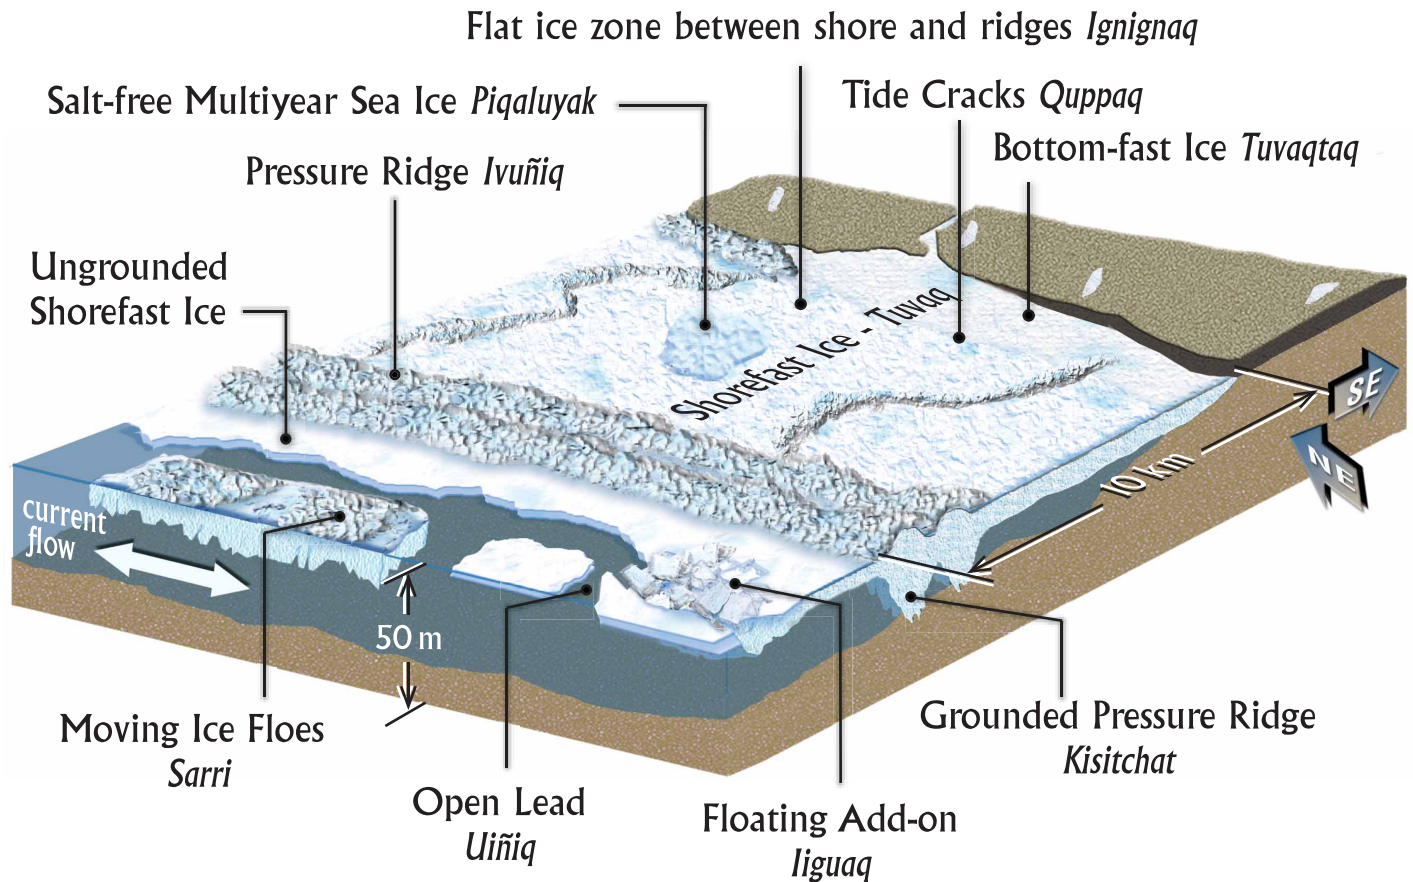 Flat ice zone between shore and ridges Ignignaq
Salt-free Multiyear Sea Ice Piqaluyak
Tide Cracks Quppaq
Bottom-fast Ice Tuvaqtaq
Pressure Ridge Ivuñiq
Ungrounded
Shorefast Ice
Shorefast Ice - Tuvaq
SE
NE
10 km
current
flow
50 m
Moving Ice Floes
Sarri
Open Lead
Uiñiq
Floating Add-on
Iiguaq
Grounded Pressure Ridge
Kisitchat